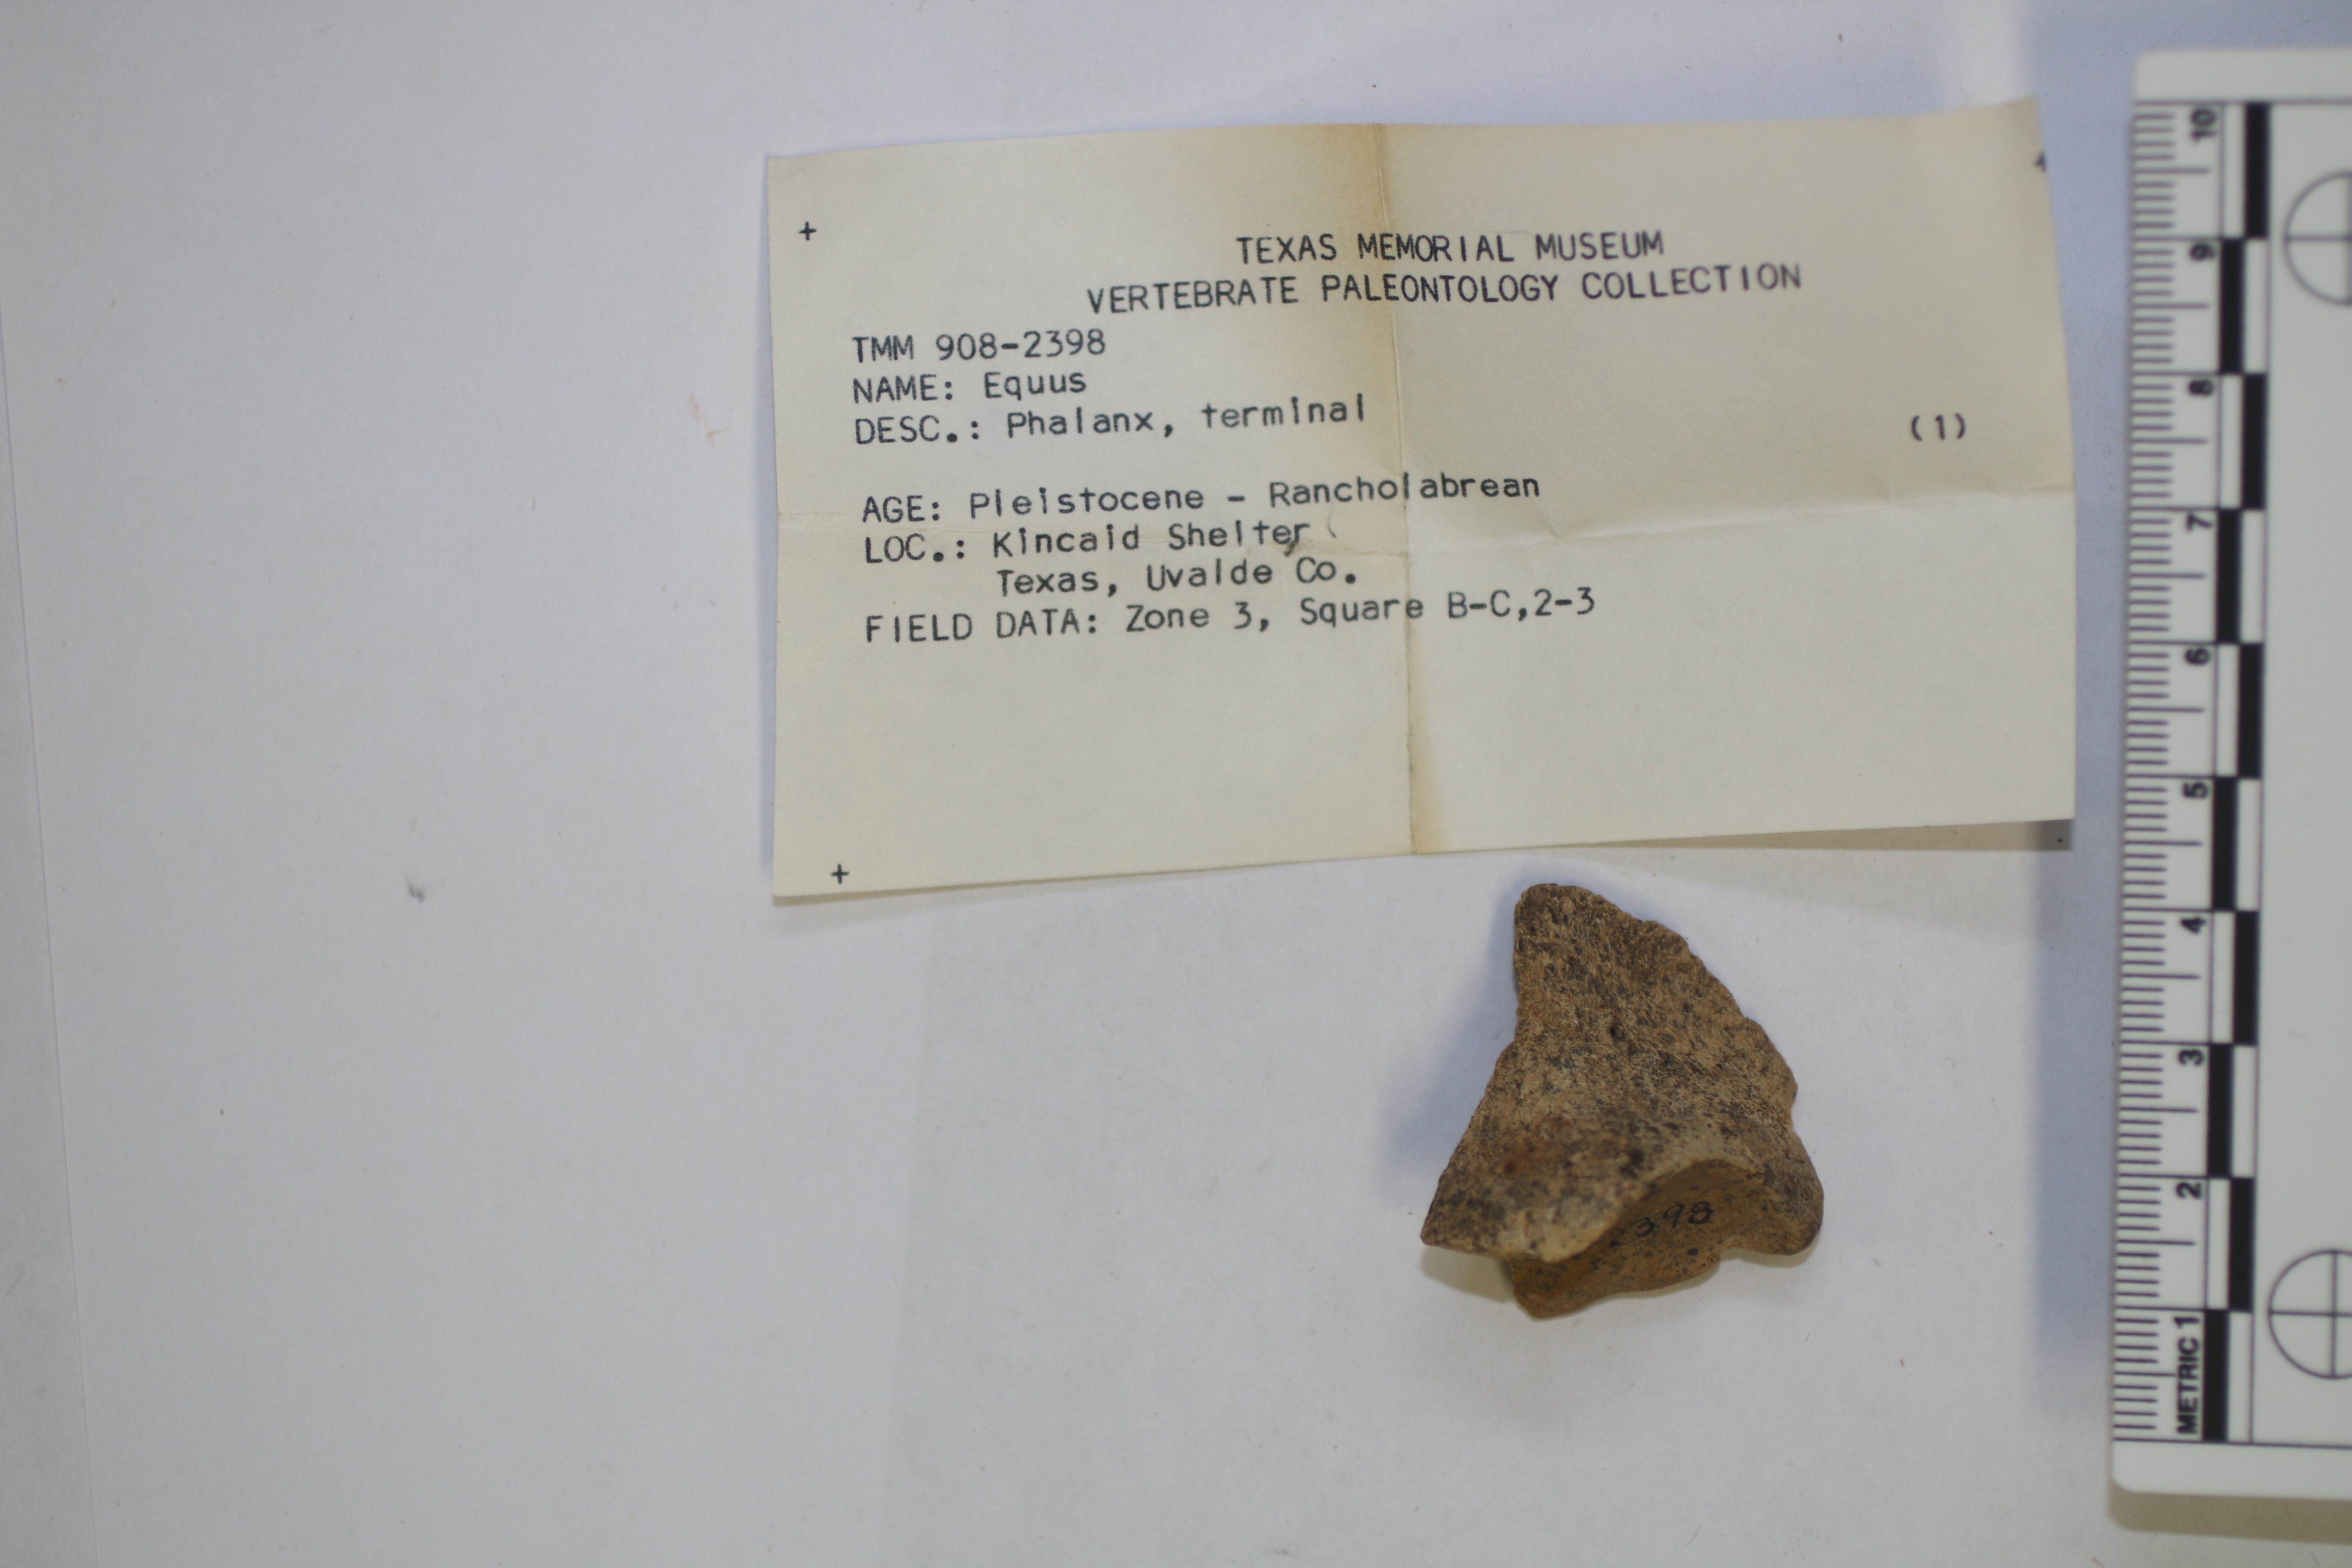 TEXAS MEMORIAL MUSEUM
VERTEBRATE PALEONTOLOGY COLLECTION
TMM 908-2398
NAME: Equus
DESC.: Phalanx, terminal (1)
AGE: Pleistocene - Rancholabrean
LOC.: Kincaid Shelter
Texas, Uvalde Co.
FIELD DATA: Zone 3, Square B-C,2-3
2398
METRIC 1 2 3 4 5 6 7 8 9 10